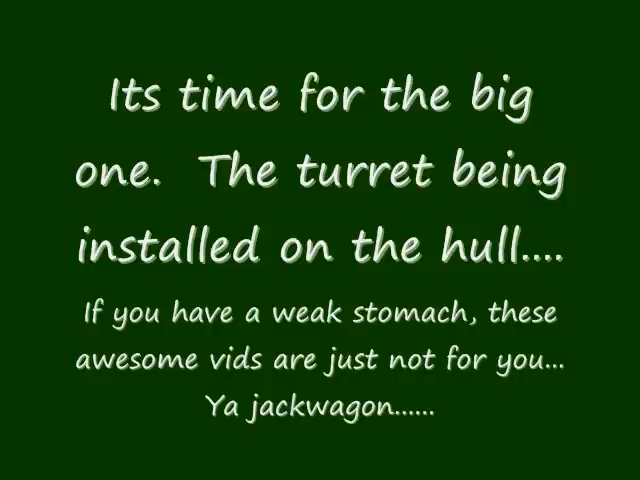 Its time for the big
one. The turret being
installed on the hull....
If you have a weak stomach, these
awesome vids are just not for you...
Ya jackwagon......